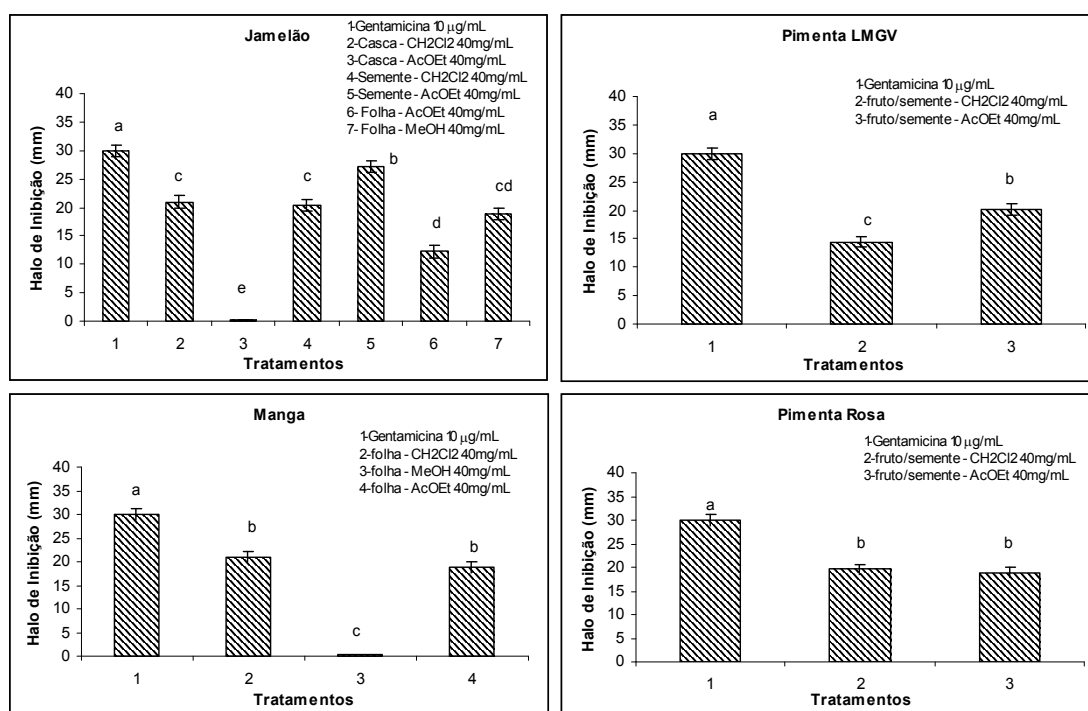 Jamelão
1-Gentamicina 10 µg/mL
2-Casca - CH2Cl2 40mg/mL
3-Casca - AcOEt 40mg/mL
4-Semente - CH2Cl2 40mg/mL
5-Semente - AcOEt 40mg/mL
6- Folha - AcOEt 40mg/mL
7- Folha - MeOH 40mg/mL
Halo de Inibição (mm)
40
35
30
25
20
15
10
5
0
a
c
e
c
b
d
cd
1 2 3 4 5 6 7
Tratamentos
Pimenta LMGV
1-Gentamicina 10 µg/mL
2-fruto/semente - CH2Cl2 40mg/mL
3-fruto/semente - AcOEt 40mg/mL
Halo de Inibição (mm)
40
35
30
25
20
15
10
5
0
a
c
b
1 2 3
Tratamentos
Manga
1-Gentamicina 10 µg/mL
2-folha - CH2Cl2 40mg/mL
3-folha - MeOH 40mg/mL
4-folha - AcOEt 40mg/mL
Halo de Inibição (mm)
40
35
30
25
20
15
10
5
0
a
b
c
b
1 2 3 4
Tratamentos
Pimenta Rosa
1-Gentamicina 10 µg/mL
2-fruto/semente - CH2Cl2 40mg/mL
3-fruto/semente - AcOEt 40mg/mL
Halo de Inibição (mm)
40
35
30
25
20
15
10
5
0
a
b
b
1 2 3
Tratamentos